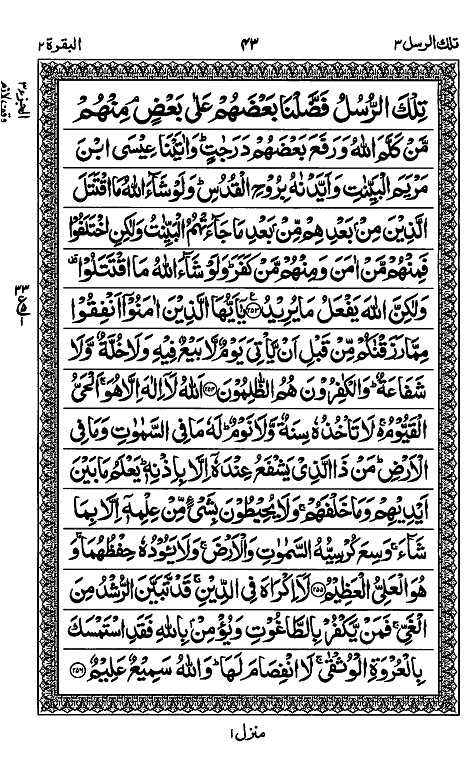 تلك الرسل ٣ ٤٣ البقرة ٢
تِلْكَ الرُّسُلُ فَضَّلْنَا بَعْضَهُمْ عَلٰى بَعْضٍ ۘ مِنْهُمْ
مَّنْ كَلَّمَ اللّٰهُ وَرَفَعَ بَعْضَهُمْ دَرَجٰتٍ ؕ وَاٰتَيْنَا عِيْسَى ابْنَ
مَرْيَمَ الْبَيِّنٰتِ وَاَيَّدْنٰهُ بِرُوْحِ الْقُدُسِ ؕ وَلَوْ شَآءَ اللّٰهُ مَا اقْتَتَلَ
الَّذِيْنَ مِنْۢ بَعْدِهِمْ مِّنْۢ بَعْدِ مَا جَآءَتْهُمُ الْبَيِّنٰتُ وَلٰكِنِ اخْتَلَفُوْا
فَمِنْهُمْ مَّنْ اٰمَنَ وَمِنْهُمْ مَّنْ كَفَرَ ؕ وَلَوْ شَآءَ اللّٰهُ مَا اقْتَتَلُوْا ۫
وَلٰكِنَّ اللّٰهَ يَفْعَلُ مَا يُرِيْدُ ﴿٢٥٣﴾ ع يٰۤاَيُّهَا الَّذِيْنَ اٰمَنُوْۤا اَنْفِقُوْا
مِمَّا رَزَقْنٰكُمْ مِّنْ قَبْلِ اَنْ يَّاْتِيَ يَوْمٌ لَّا بَيْعٌ فِيْهِ وَلَا خُلَّةٌ وَّلَا
شَفَاعَةٌ ؕ وَالْكٰفِرُوْنَ هُمُ الظّٰلِمُوْنَ ﴿٢٥٤﴾ اَللّٰهُ لَاۤ اِلٰهَ اِلَّا هُوَ ۚ اَلْحَيُّ
الْقَيُّوْمُ ۚ لَا تَاْخُذُهٗ سِنَةٌ وَّلَا نَوْمٌ ؕ لَهٗ مَا فِي السَّمٰوٰتِ وَمَا فِي
الْاَرْضِ ؕ مَنْ ذَا الَّذِيْ يَشْفَعُ عِنْدَهٗۤ اِلَّا بِاِذْنِهٖ ؕ يَعْلَمُ مَا بَيْنَ
اَيْدِيْهِمْ وَمَا خَلْفَهُمْ ۚ وَلَا يُحِيْطُوْنَ بِشَيْءٍ مِّنْ عِلْمِهٖۤ اِلَّا بِمَا
شَآءَ ۚ وَسِعَ كُرْسِيُّهُ السَّمٰوٰتِ وَالْاَرْضَ ۚ وَلَا يَـُٔوْدُهٗ حِفْظُهُمَا ۚ وَ
هُوَ الْعَلِيُّ الْعَظِيْمُ ﴿٢٥٥﴾ لَاۤ اِكْرَاهَ فِي الدِّيْنِ ۙ قَدْ تَّبَيَّنَ الرُّشْدُ مِنَ
الْغَيِّ ۚ فَمَنْ يَّكْفُرْ بِالطَّاغُوْتِ وَيُؤْمِنْۢ بِاللّٰهِ فَقَدِ اسْتَمْسَكَ
بِالْعُرْوَةِ الْوُثْقٰى ۚ لَا انْفِصَامَ لَهَا ؕ وَاللّٰهُ سَمِيْعٌ عَلِيْمٌ ﴿٢٥٦﴾
الجزء ٣
وقف لازم
٣٣
ع
منزل ١